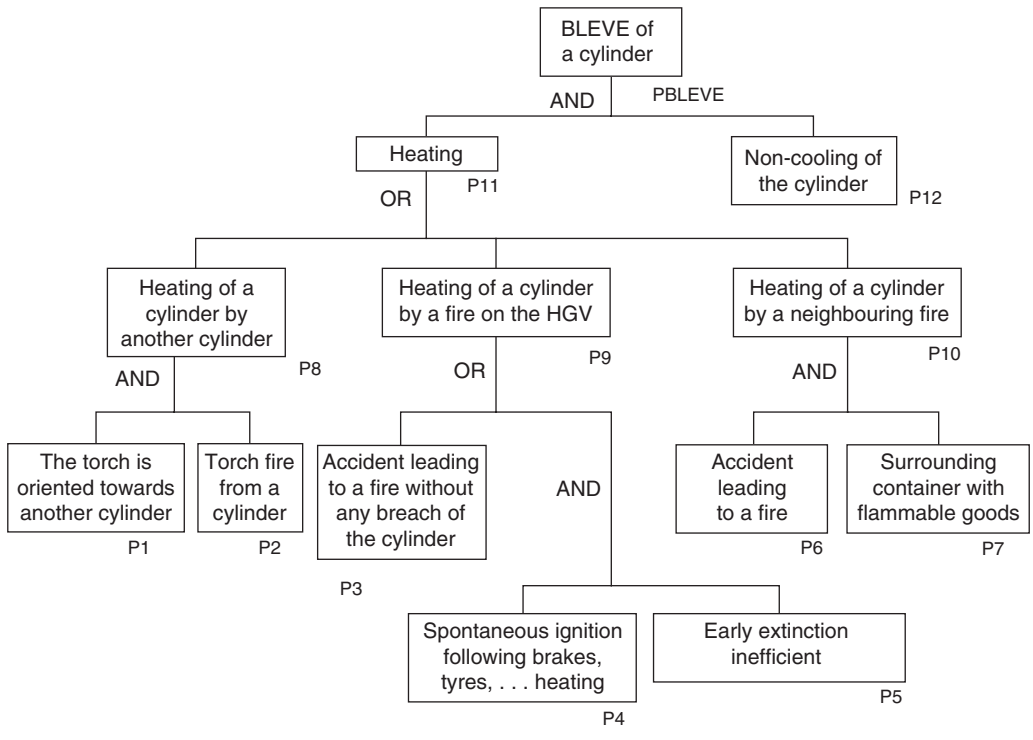 BLEVE of
a cylinder
AND
PBLEVE
Heating
P11
Non-cooling of
the cylinder
P12
OR
Heating of a
cylinder by
another cylinder
P8
Heating of a cylinder
by a fire on the HGV
P9
Heating of a cylinder
by a neighbouring fire
P10
AND
OR
AND
The torch is
oriented towards
another cylinder
P1
Torch fire
from a
cylinder
P2
Accident leading
to a fire without
any breach of
the cylinder
P3
AND
Accident
leading
to a fire
P6
Surrounding
container with
flammable goods
P7
Spontaneous ignition
following brakes,
tyres, . . . heating
P4
Early extinction
inefficient
P5